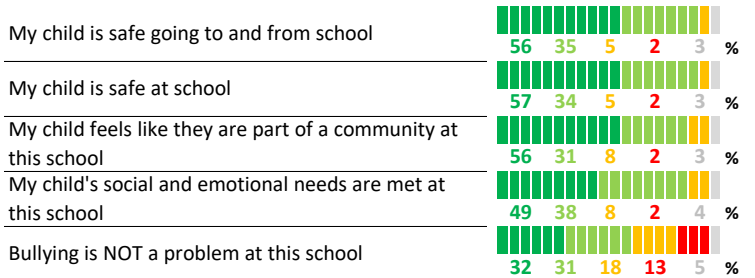 My child is safe going to and from school
56 35 5 2 3 %
My child is safe at school
57 34 5 2 3 %
My child feels like they are part of a community at
this school
56 31 8 2 3 %
My child's social and emotional needs are met at
this school
49 38 8 2 4 %
Bullying is NOT a problem at this school
32 31 18 13 5 %